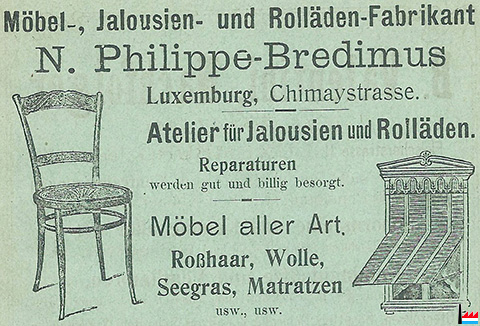 Möbel-, Jalousien- und Rolläden-Fabrikant
N. Philippe-Bredimus
Luxemburg, Chimaystrasse.
Atelier für Jalousien und Rolläden.
Reparaturen
werden gut und billig besorgt.
Möbel aller Art.
Roßhaar, Wolle,
Seegras, Matratzen
usw., usw.